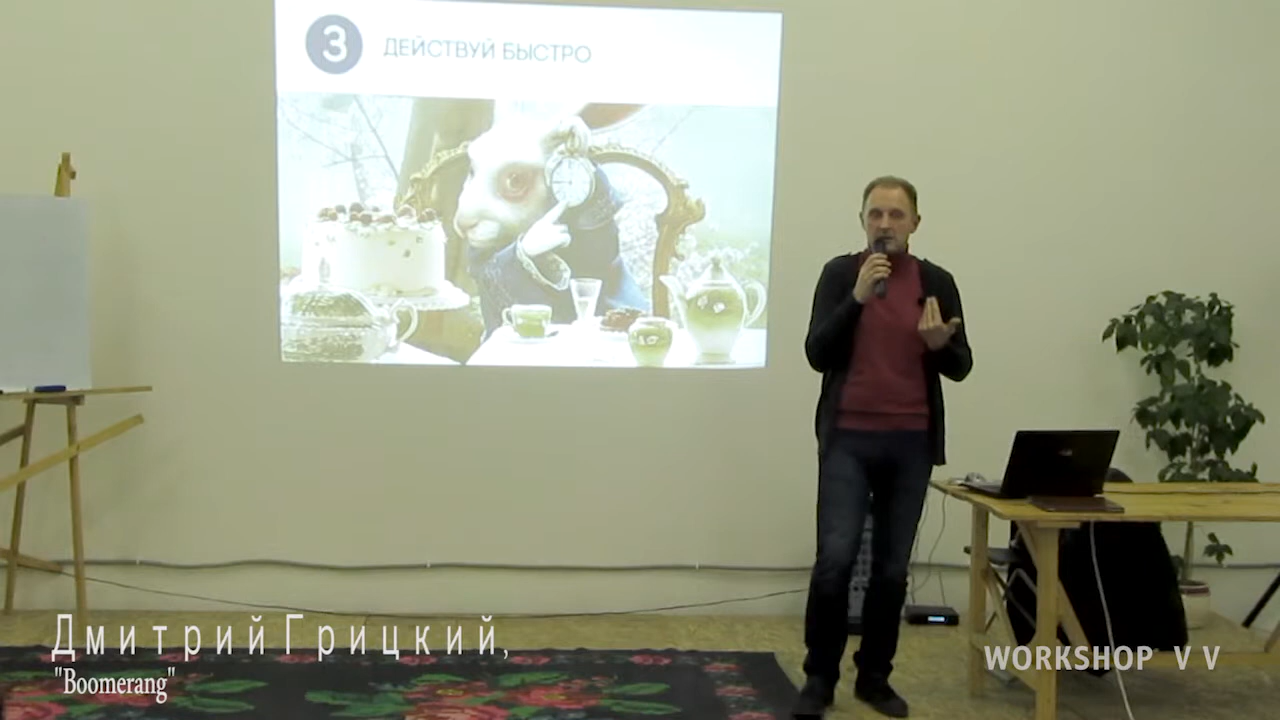 3
ДЕЙСТВУЙ БЫСТРО
Дмитрий Грицкий,
"Boomerang"
WORKSHOP V V